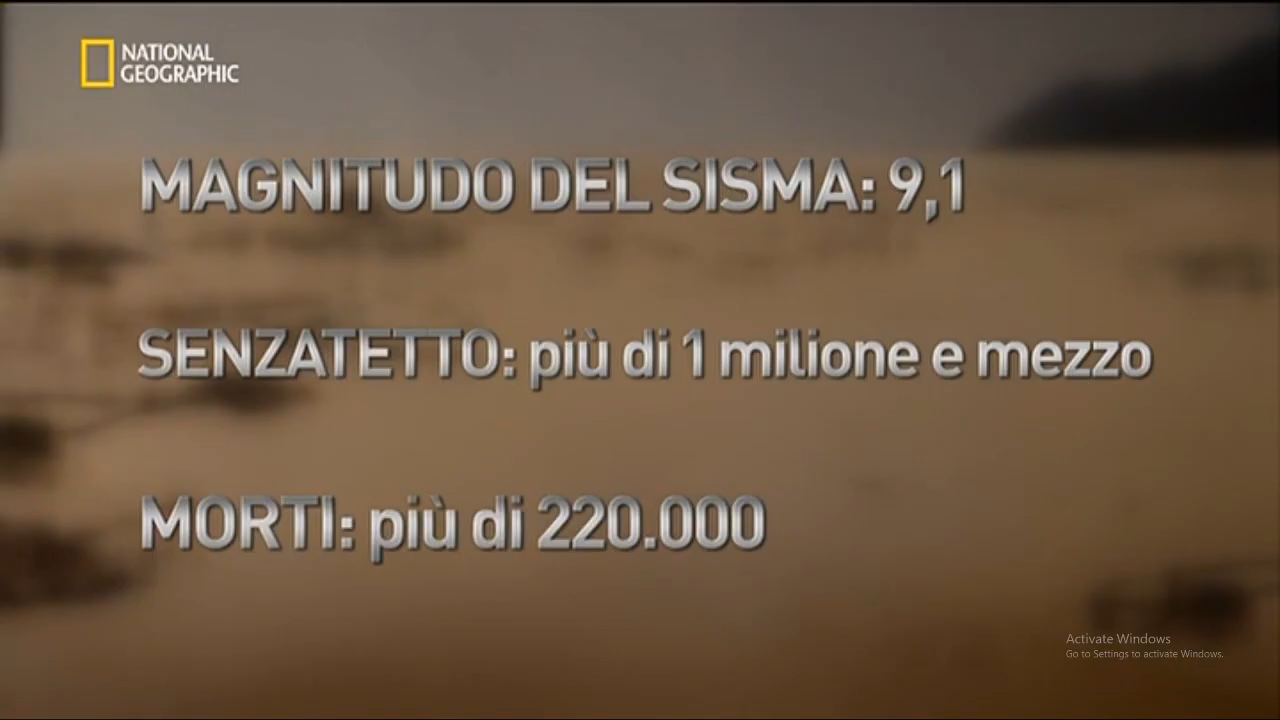 NATIONAL
GEOGRAPHIC
MAGNITUDO DEL SISMA: 9,1
SENZATETTO: più di 1 milione e mezzo
MORTI: più di 220.000
Activate Windows
Go to Settings to activate Windows.